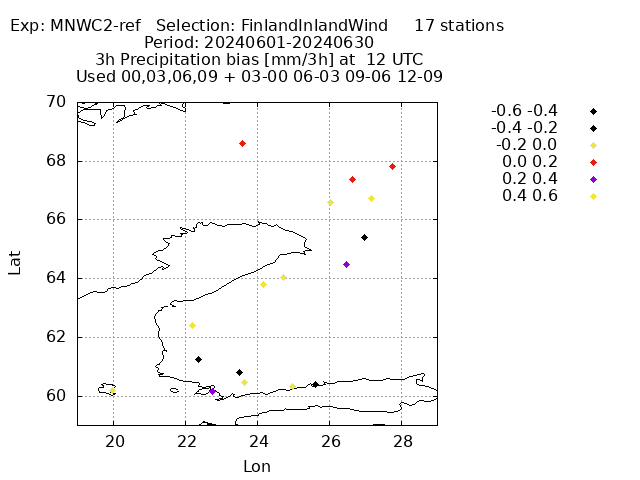 Exp: MNWC2-ref   Selection: FinlandInlandWind     17 stations
Period: 20240601-20240630
3h Precipitation bias [mm/3h] at  12 UTC
Used 00,03,06,09 + 03-00 06-03 09-06 12-09
-0.6 -0.4
-0.4 -0.2
-0.2 0.0
0.0 0.2
0.2 0.4
0.4 0.6
70
68
66
64
62
60
Lat
20 22 24 26 28
Lon